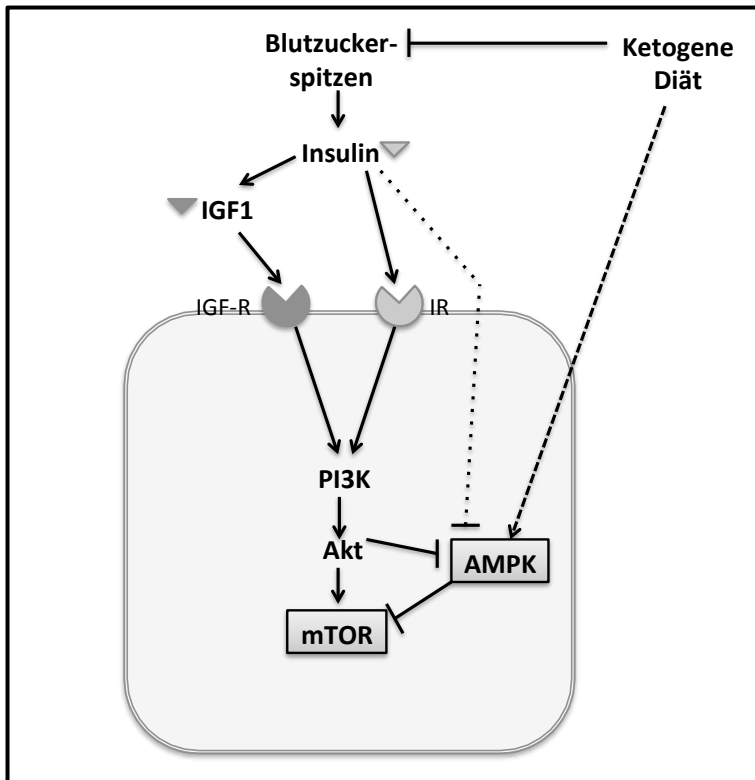 Blutzucker-
spitzen
Ketogene
Diät
Insulin
IGF1
IGF-R
IR
PI3K
Akt
AMPK
mTOR